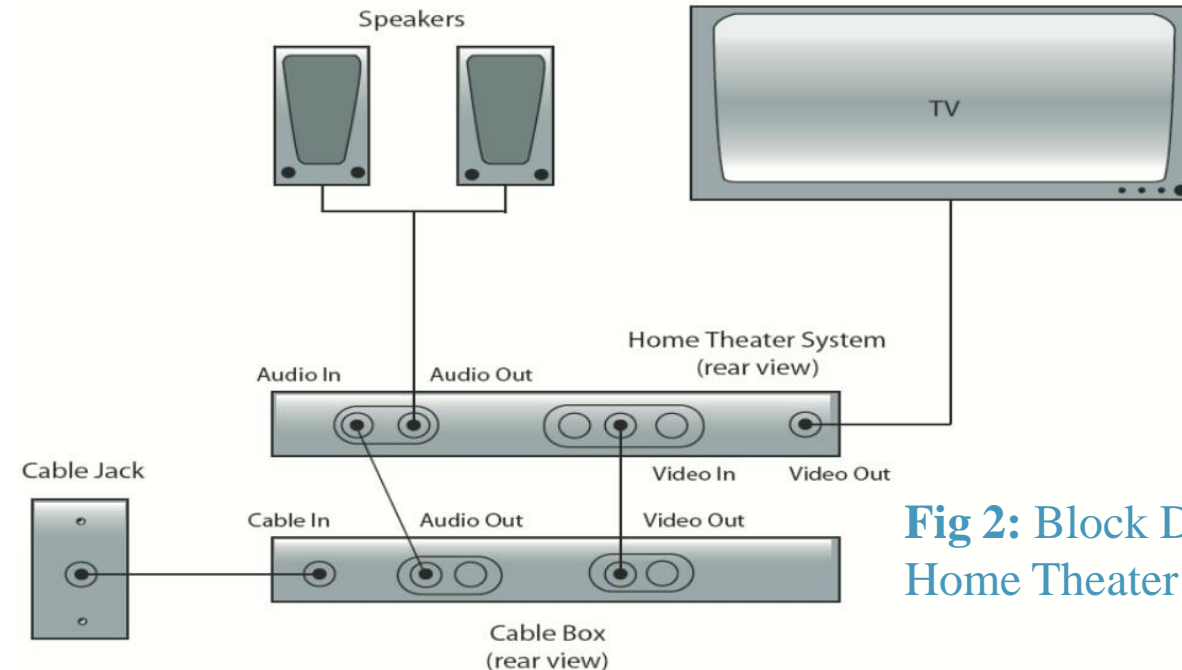 Speakers
TV
Home Theater System
(rear view)
Audio In
Audio Out
Video In
Video Out
Cable Jack
Cable In
Audio Out
Video Out
Fig 2: Block
Home Theater
Cable Box
(rear view)